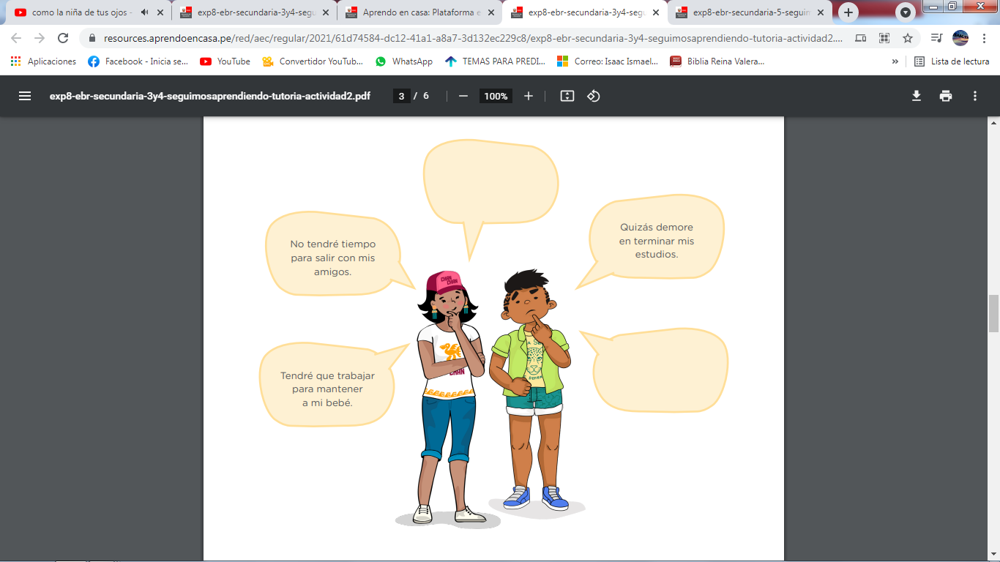 como la niña de tus ojos -
exp8-ebr-secundaria-3y4-segu
Aprendo en casa: Plataforma e
exp8-ebr-secundaria-3y4-segu
exp8-ebr-secundaria-5-seguim
resources.aprendoencasa.pe/red/aec/regular/2021/61d74584-dc12-41a1-a8a7-3d132ec229c8/exp8-ebr-secundaria-3y4-seguimosaprendiendo-tutoria-actividad2....
Aplicaciones
Facebook - Inicia se...
YouTube
Convertidor YouTub...
WhatsApp
TEMAS PARA PREDI...
Correo: Isaac Ismael...
Biblia Reina Valera...
»
Lista de lectura
exp8-ebr-secundaria-3y4-seguimosaprendiendo-tutoria-actividad2.pdf
3 / 6
100%
No tendré tiempo
para salir con mis
amigos.
Quizás demore
en terminar mis
estudios.
Tendré que trabajar
para mantener
a mi bebé.
CHAN
CHAN
CHAN